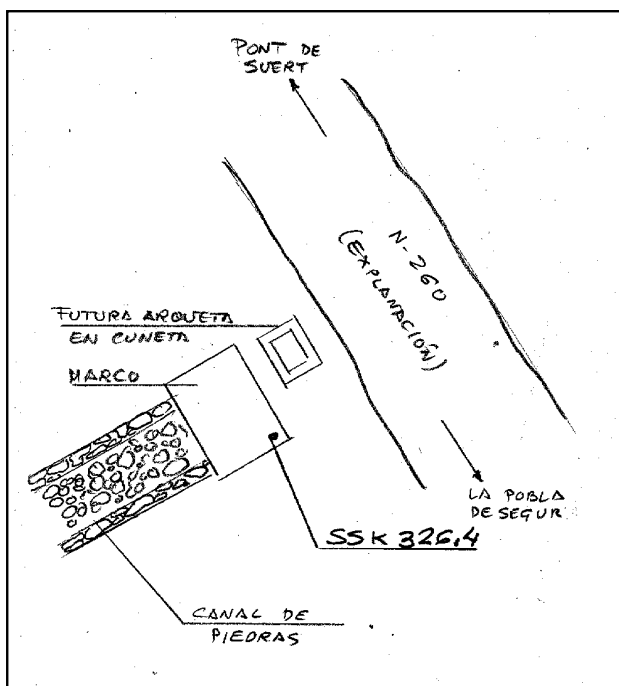 PONT DE
SUERT
N-260
(EXPLANACIÓN)
FUTURA ARQUETA
EN CUNETA
MARCO
LA POBLA
DE SEGUR
SSK 326,4
CANAL DE
PIEDRAS